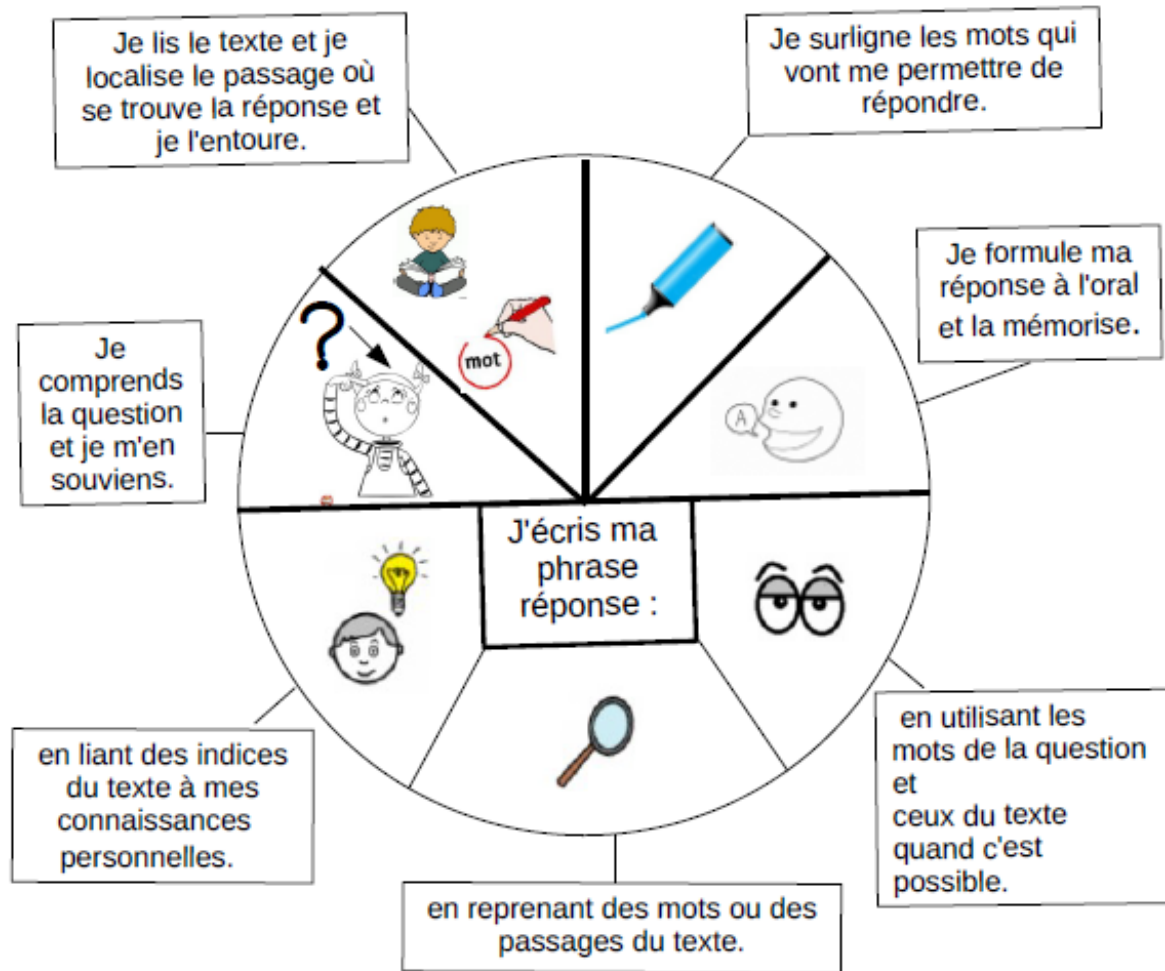 Je lis le texte et je
localise le passage où
se trouve la réponse et
je l'entoure.
Je surligne les mots qui
vont me permettre de
répondre.
Je formule ma
réponse à l'oral
et la mémorise.
Je
comprends
la question
et je m'en
souviens.
?
mot
A
J'écris ma
phrase
réponse :
en liant des indices
du texte à mes
connaissances
personnelles.
en utilisant les
mots de la question
et
ceux du texte
quand c'est
possible.
en reprenant des mots ou des
passages du texte.